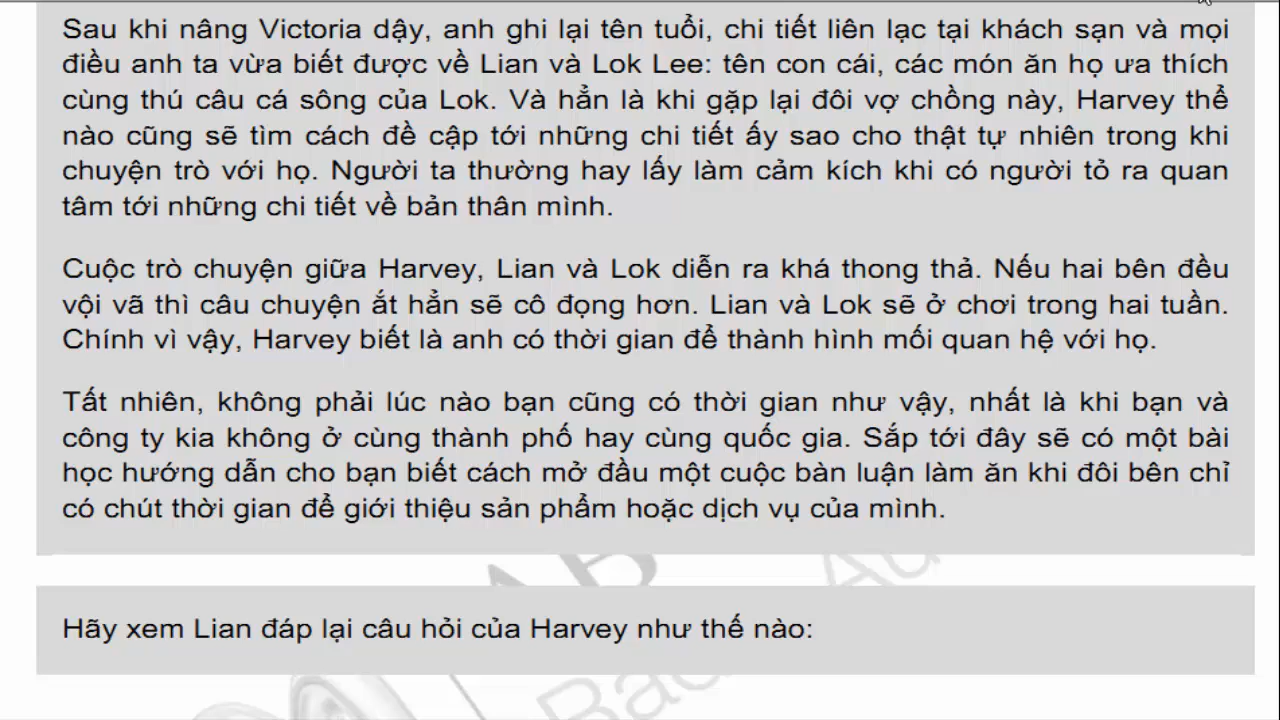 Sau khi nâng Victoria dậy, anh ghi lại tên tuổi, chi tiết liên lạc tại khách sạn và mọi
điều anh ta vừa biết được về Lian và Lok Lee: tên con cái, các món ăn họ ưa thích
cùng thú câu cá sông của Lok. Và hẳn là khi gặp lại đôi vợ chồng này, Harvey thể
nào cũng sẽ tìm cách đề cập tới những chi tiết ấy sao cho thật tự nhiên trong khi
chuyện trò với họ. Người ta thường hay lấy làm cảm kích khi có người tỏ ra quan
tâm tới những chi tiết về bản thân mình.
Cuộc trò chuyện giữa Harvey, Lian và Lok diễn ra khá thong thả. Nếu hai bên đều
vội vã thì câu chuyện ắt hẳn sẽ cô đọng hơn. Lian và Lok sẽ ở chơi trong hai tuần.
Chính vì vậy, Harvey biết là anh có thời gian để thành hình mối quan hệ với họ.
Tất nhiên, không phải lúc nào bạn cũng có thời gian như vậy, nhất là khi bạn và
công ty kia không ở cùng thành phố hay cùng quốc gia. Sắp tới đây sẽ có một bài
học hướng dẫn cho bạn biết cách mở đầu một cuộc bàn luận làm ăn khi đôi bên chỉ
có chút thời gian để giới thiệu sản phẩm hoặc dịch vụ của mình.
Hãy xem Lian đáp lại câu hỏi của Harvey như thế nào: